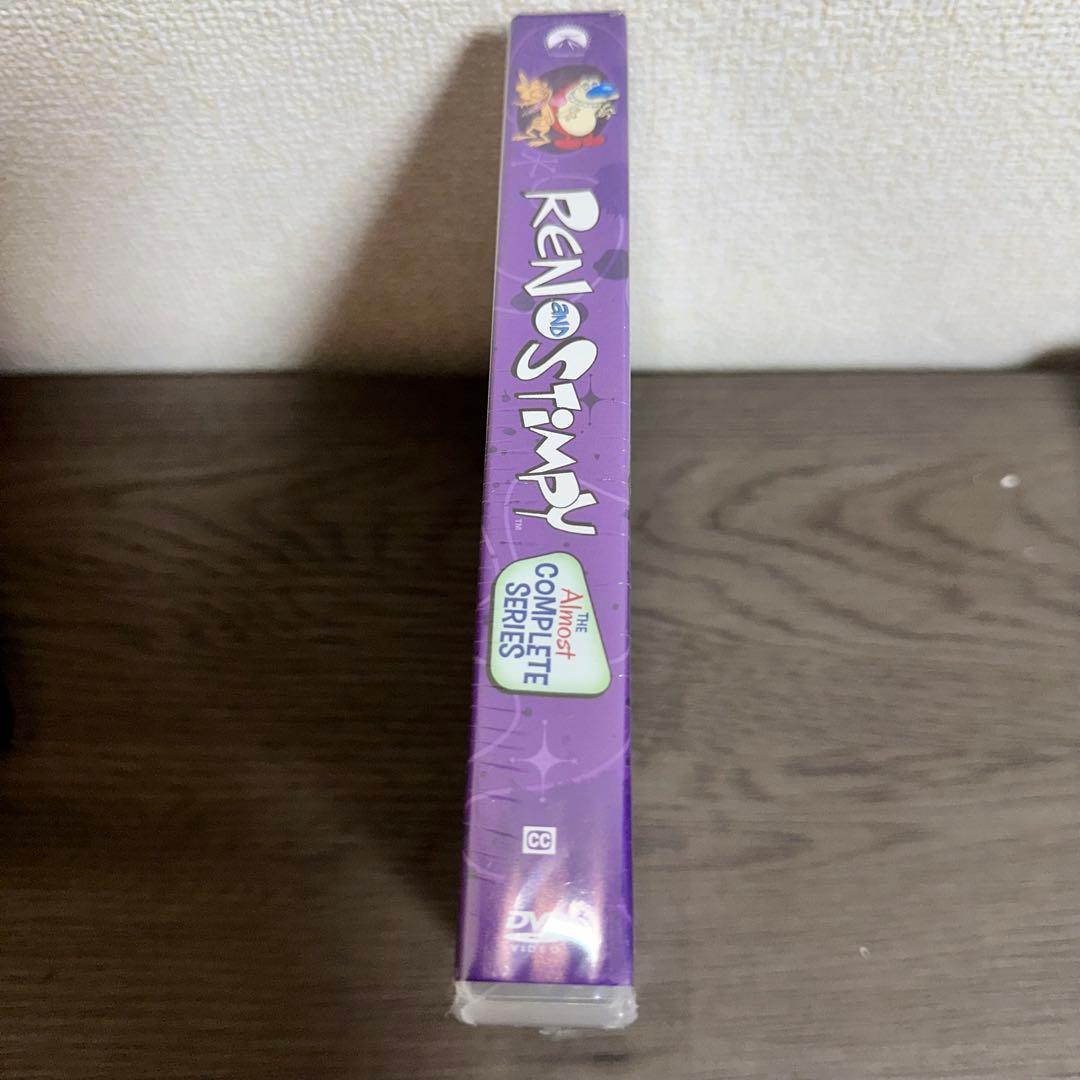 REN AND STIMPY
TM
THE
Almost
COMPLETE
SERIES
CC
DVD
VIDEO